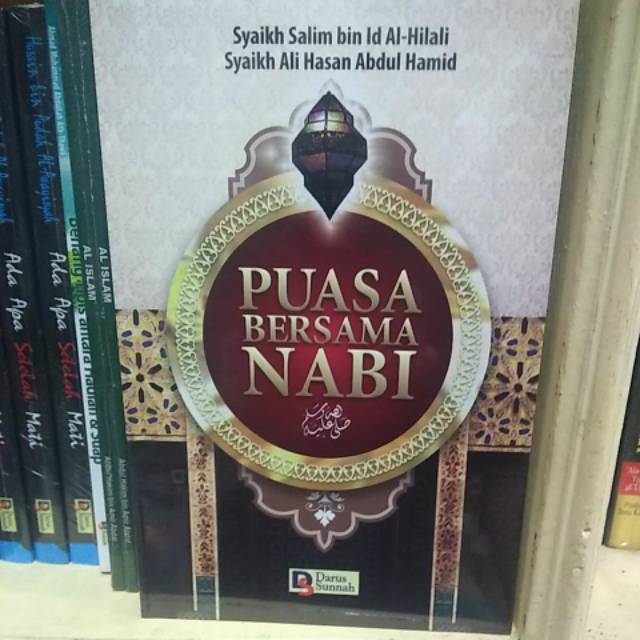 Syaikh Salim bin Id Al-Hilali
Syaikh Ali Hasan Abdul Hamid
PUASA
BERSAMA
NABI
صلى الله عليه وسلم
Darus
Sunnah
Ada Apa Setelah Mati
Ada Apa Setelah Mati
AL ISLAM
AL ISLAM